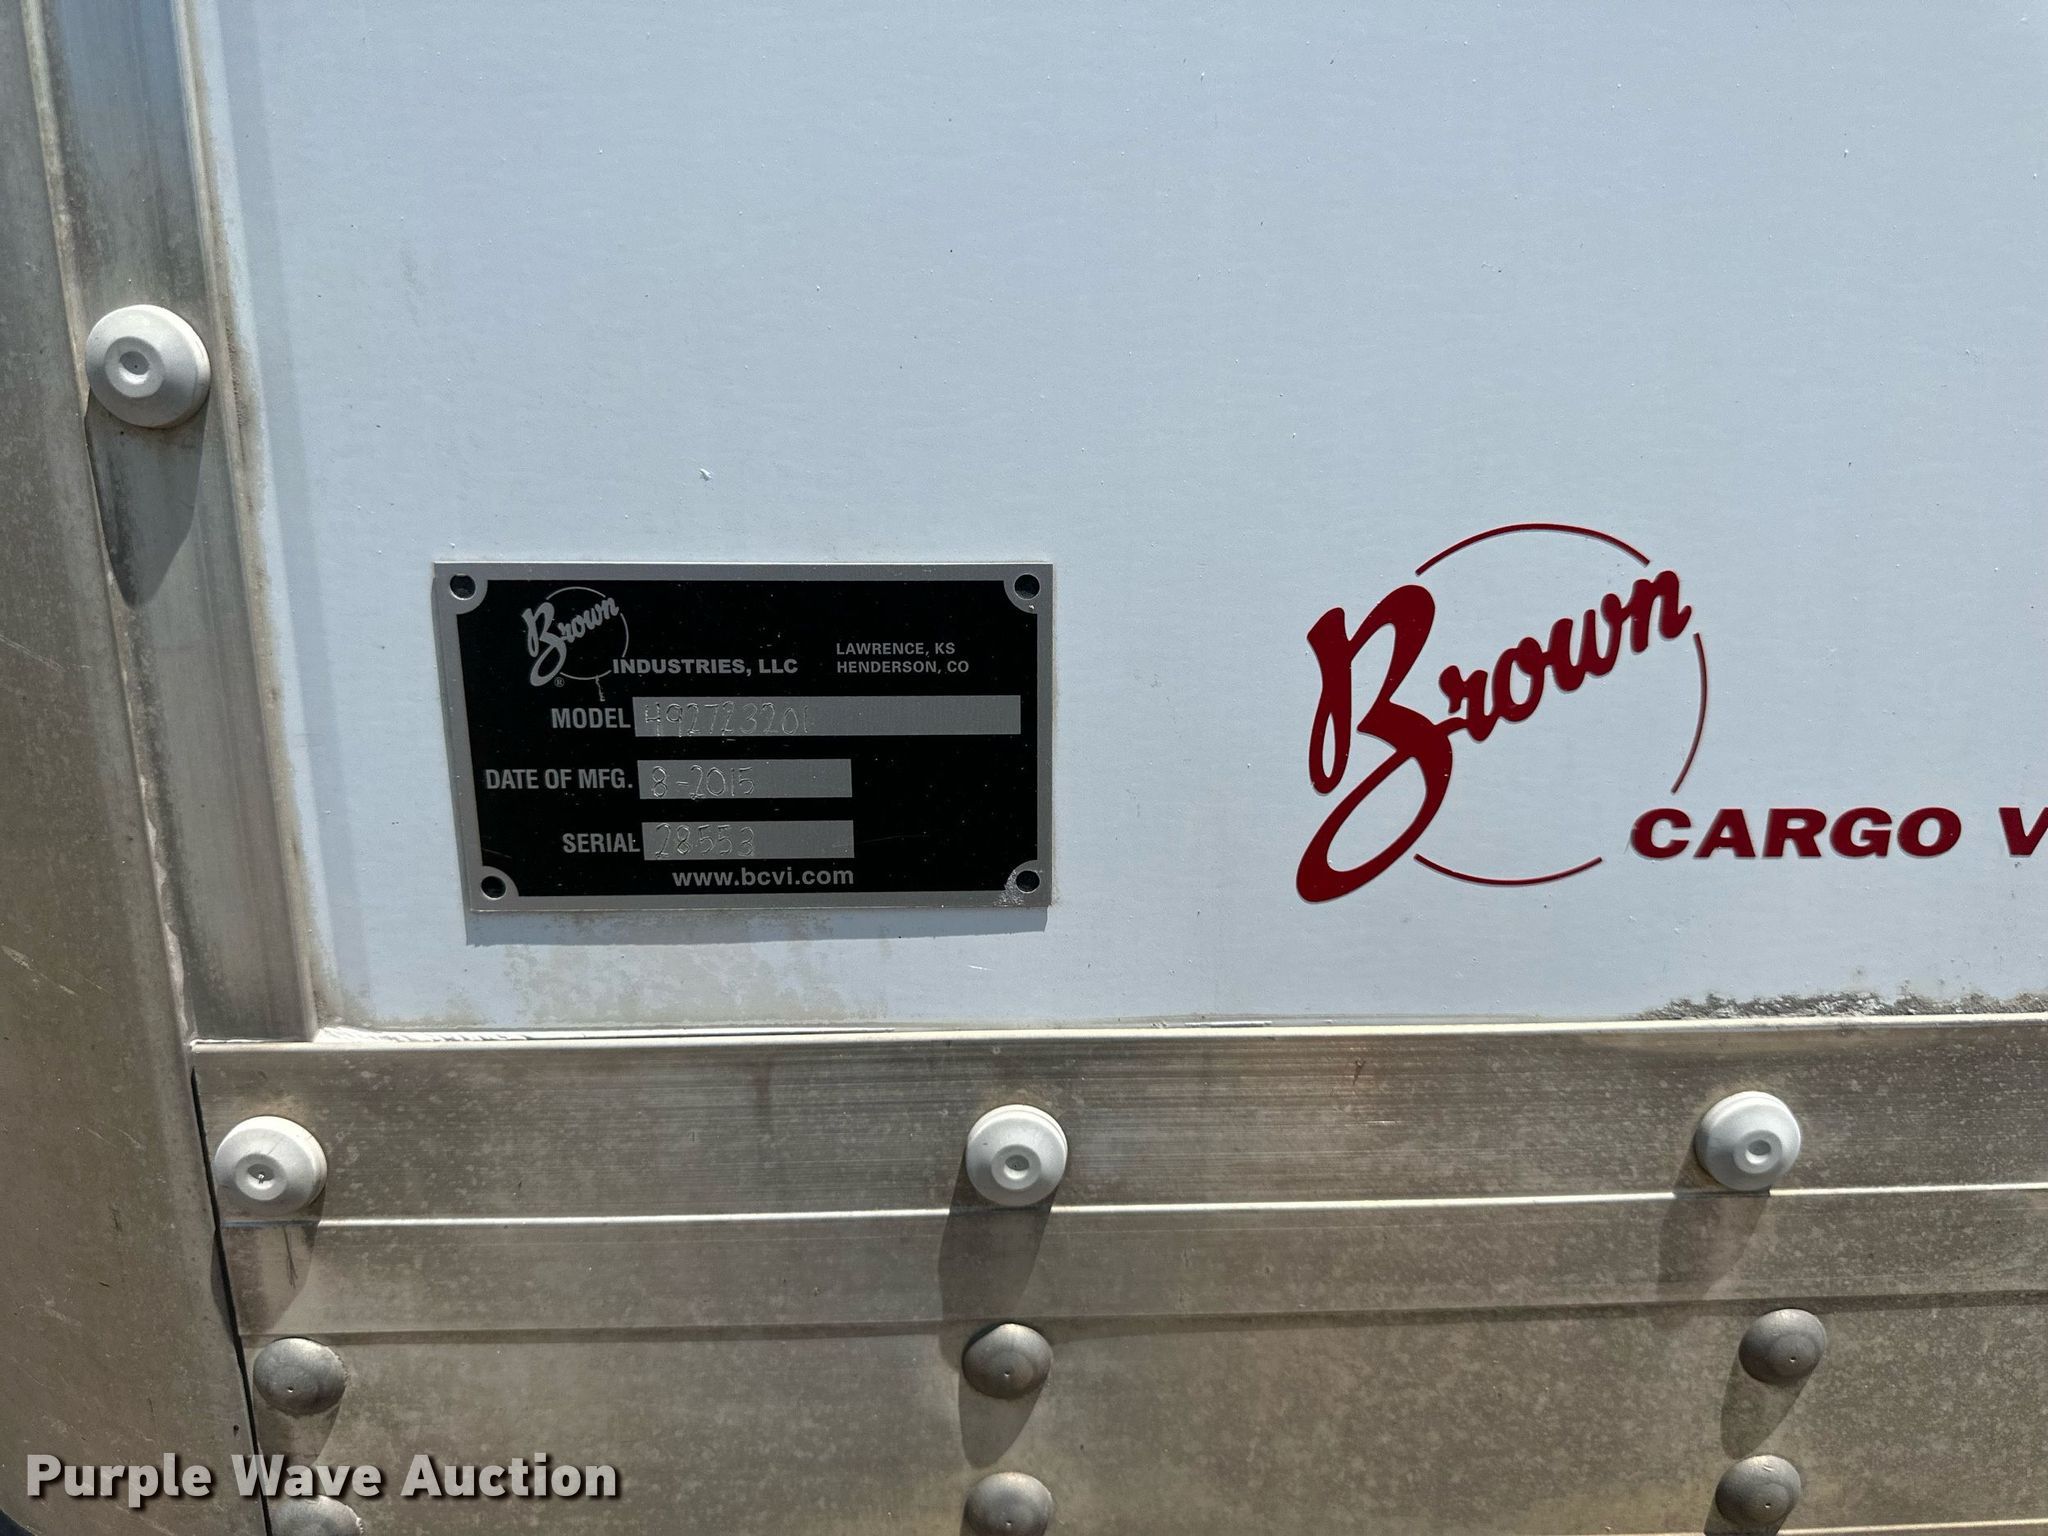 Brown
INDUSTRIES, LLC
®
LAWRENCE, KS
HENDERSON, CO
MODEL
DATE OF MFG. 8-2015
SERIAL 28553
www.bcvi.com
Brown
CARGO V
Purple Wave Auction